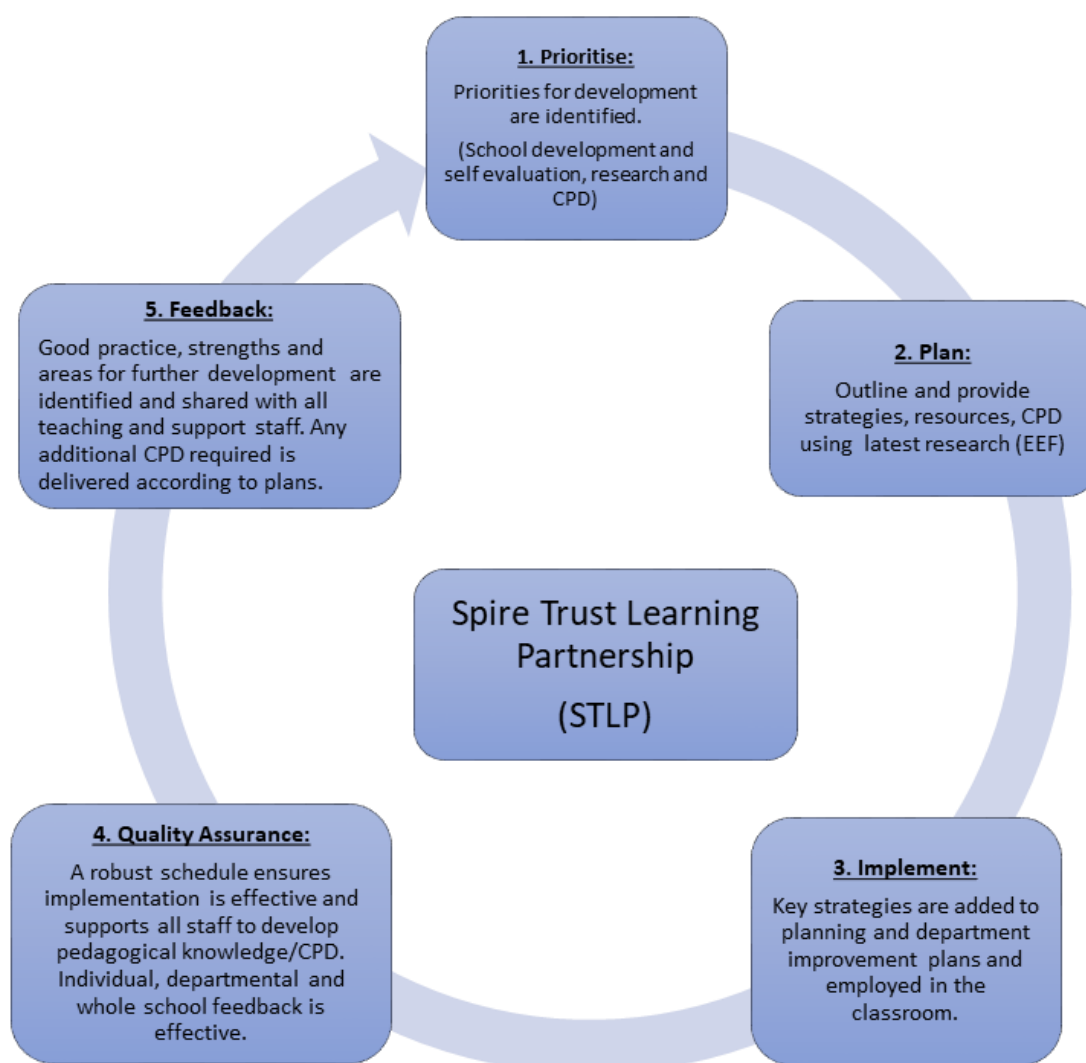 1. Prioritise:
Priorities for development
are identified.
(School development and
self evaluation, research and
CPD)
2. Plan:
Outline and provide
strategies, resources, CPD
using latest research (EEF)
3. Implement:
Key strategies are added to
planning and department
improvement plans and
employed in the
classroom.
4. Quality Assurance:
A robust schedule ensures
implementation is effective and
supports all staff to develop
pedagogical knowledge/CPD.
Individual, departmental and
whole school feedback is
effective.
5. Feedback:
Good practice, strengths and
areas for further development are
identified and shared with all
teaching and support staff. Any
additional CPD required is
delivered according to plans.
Spire Trust Learning
Partnership
(STLP)